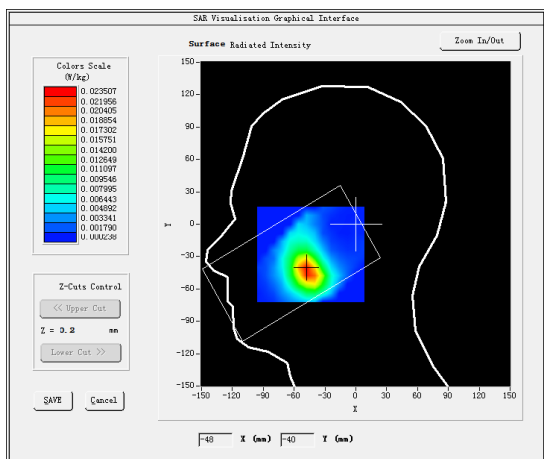 SAR Visualisation Graphical Interface
Surface Radiated Intensity
Zoom In/Out
Colors Scale
(W/kg)
0.023507
0.021956
0.020405
0.018854
0.017302
0.015751
0.014200
0.012649
0.011097
0.009546
0.007995
0.006443
0.004892
0.003341
0.001790
0.000238
150
120
90
60
30
0
-30
-60
-90
-120
-150
Y
-150 -120 -90 -60 -30 0 30 60 90 120 150
X
Z-Cuts Control
<< Upper Cut
Z = 3.2 mm
Lower Cut >>
SAVE Cancel
-48 X (mm) -40 Y (mm)